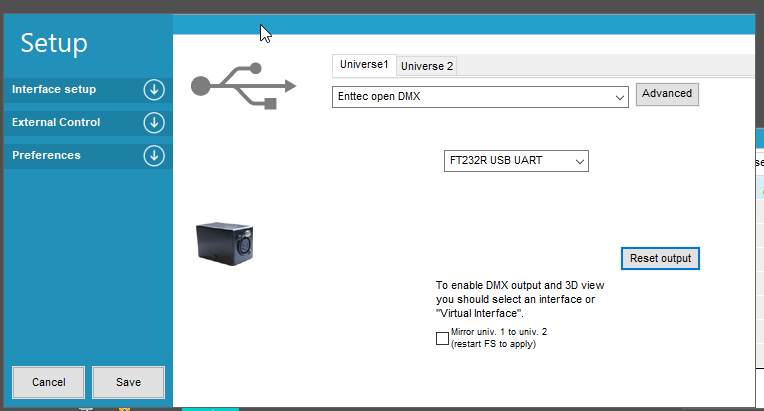 Setup
Interface setup
External Control
Preferences
Cancel
Save
Universe1
Universe 2
Enttec open DMX
Advanced
FT232R USB UART
Reset output
To enable DMX output and 3D view
you should select an interface or
"Virtual Interface".
Mirror univ. 1 to univ. 2
(restart FS to apply)